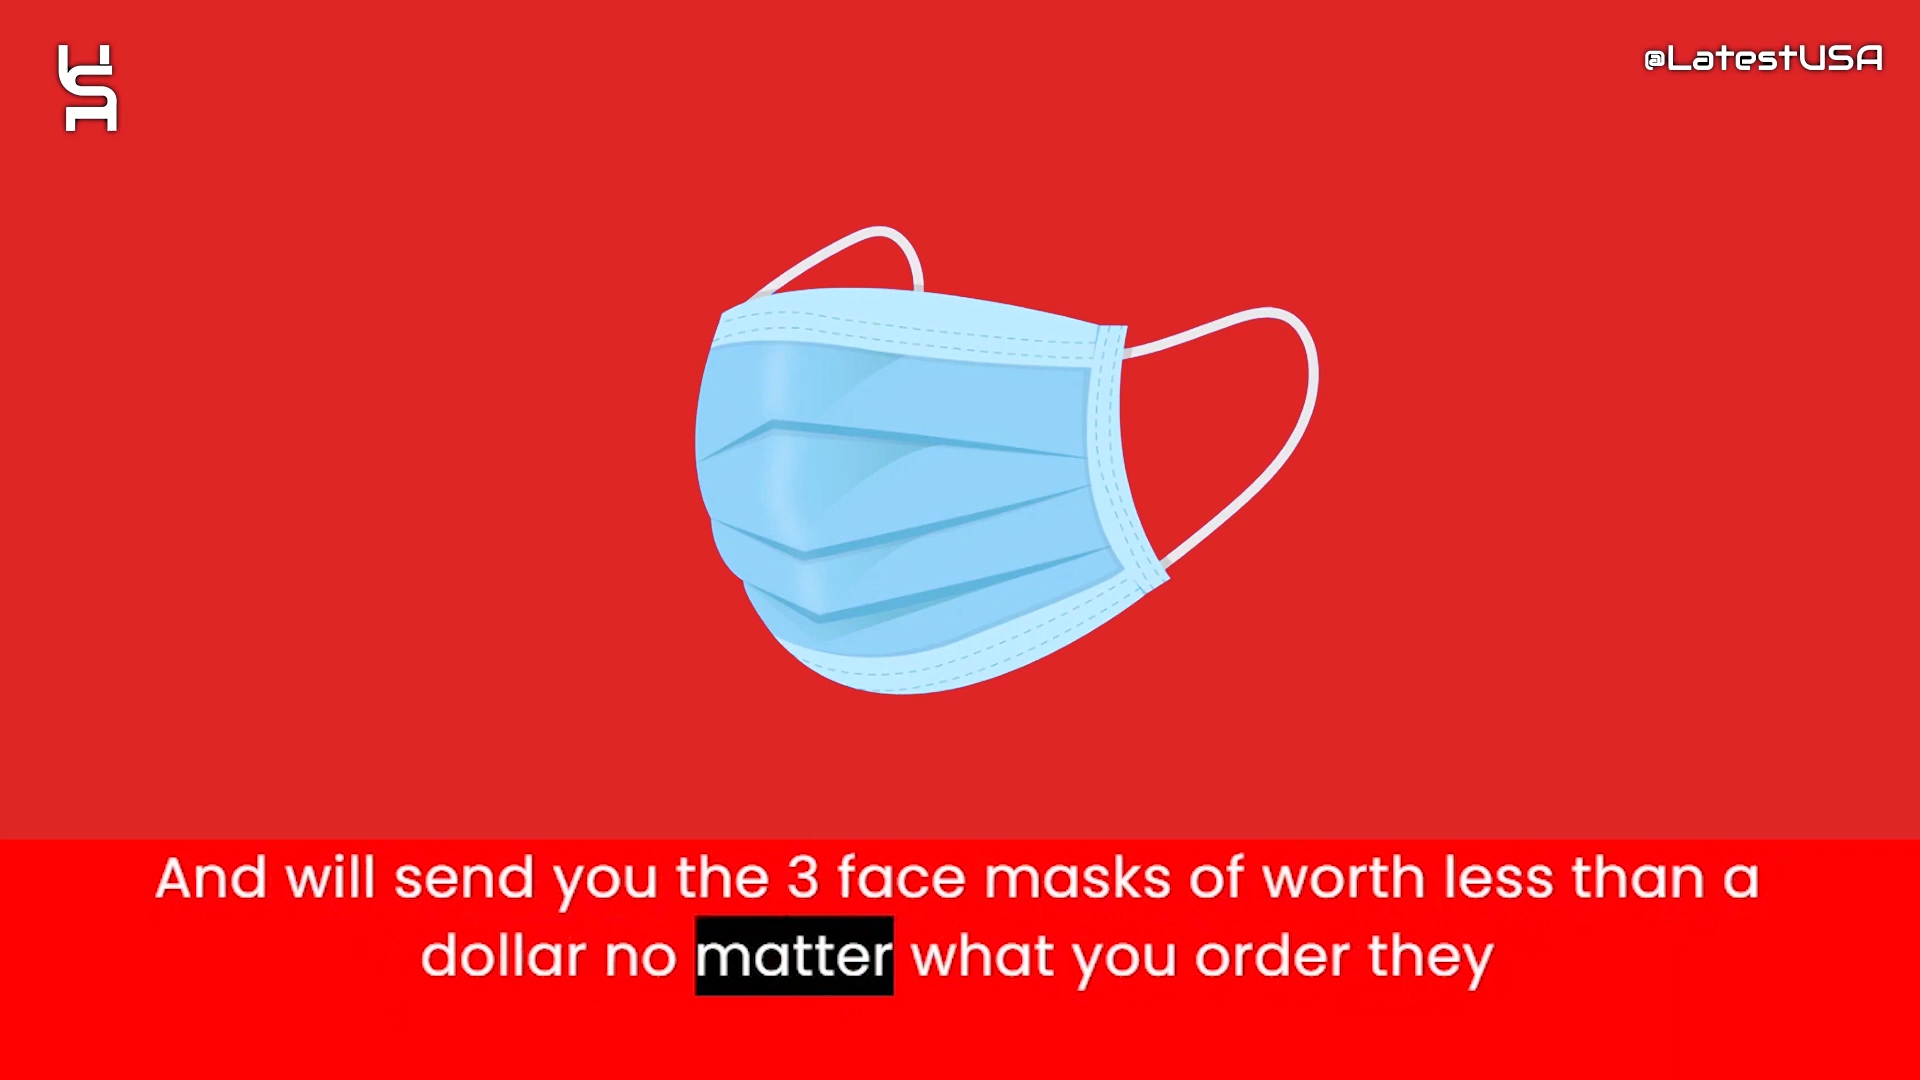 USA
@LatestUSA
And will send you the 3 face masks of worth less than a
dollar no matter what you order they